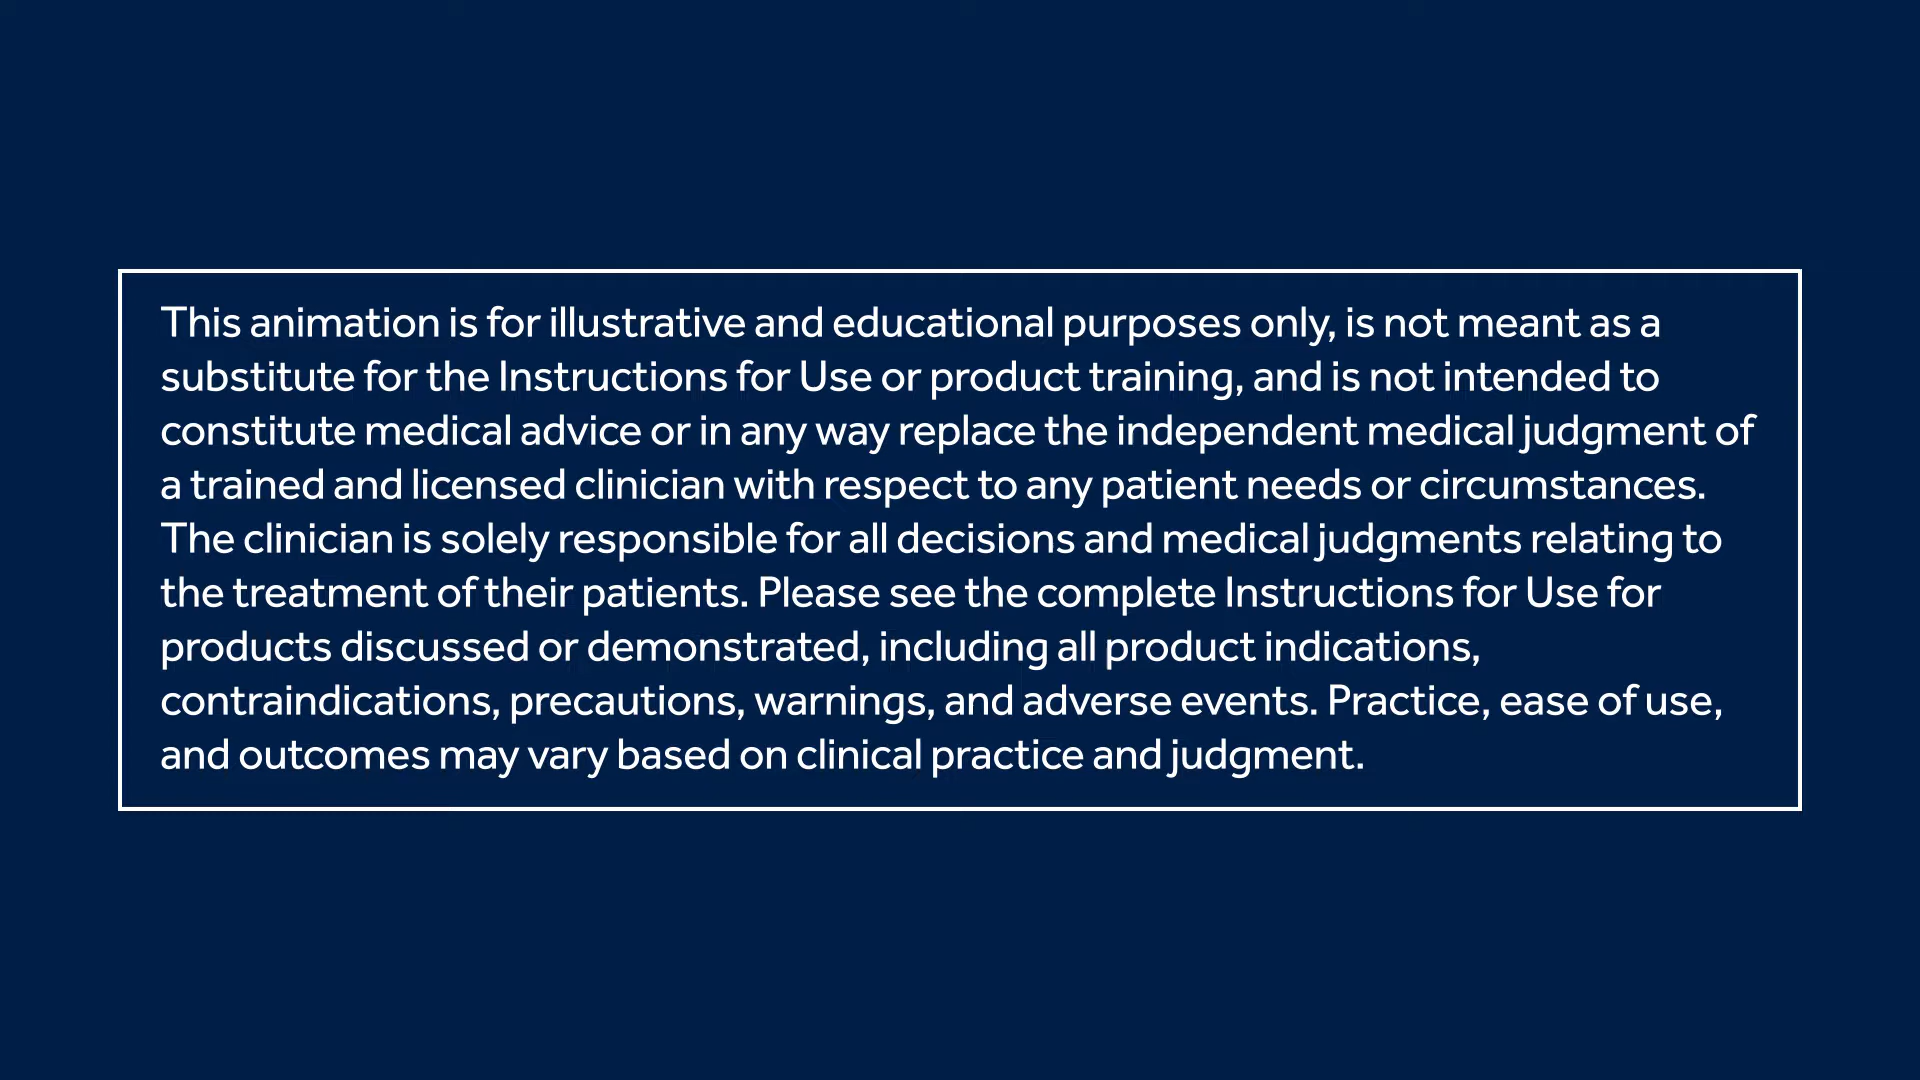 This animation is for illustrative and educational purposes only, is not meant as a
substitute for the Instructions for Use or product training, and is not intended to
constitute medical advice or in any way replace the independent medical judgment of
a trained and licensed clinician with respect to any patient needs or circumstances.
The clinician is solely responsible for all decisions and medical judgments relating to
the treatment of their patients. Please see the complete Instructions for Use for
products discussed or demonstrated, including all product indications,
contraindications, precautions, warnings, and adverse events. Practice, ease of use,
and outcomes may vary based on clinical practice and judgment.